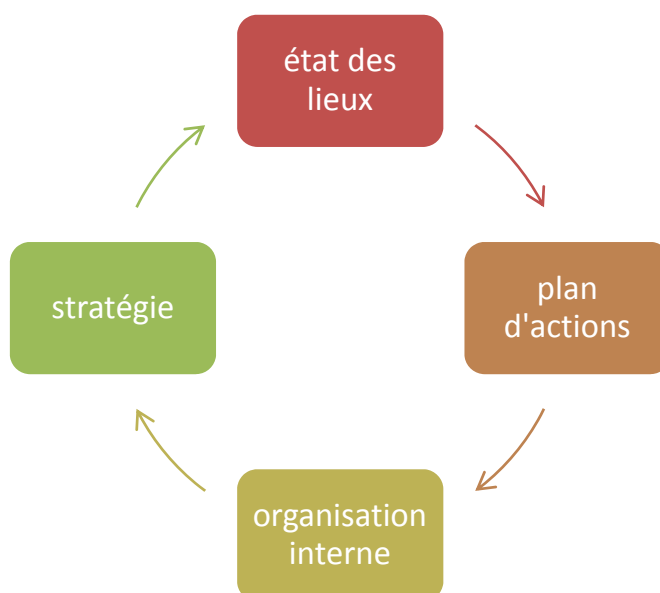 état des
lieux
plan
d'actions
organisation
interne
stratégie